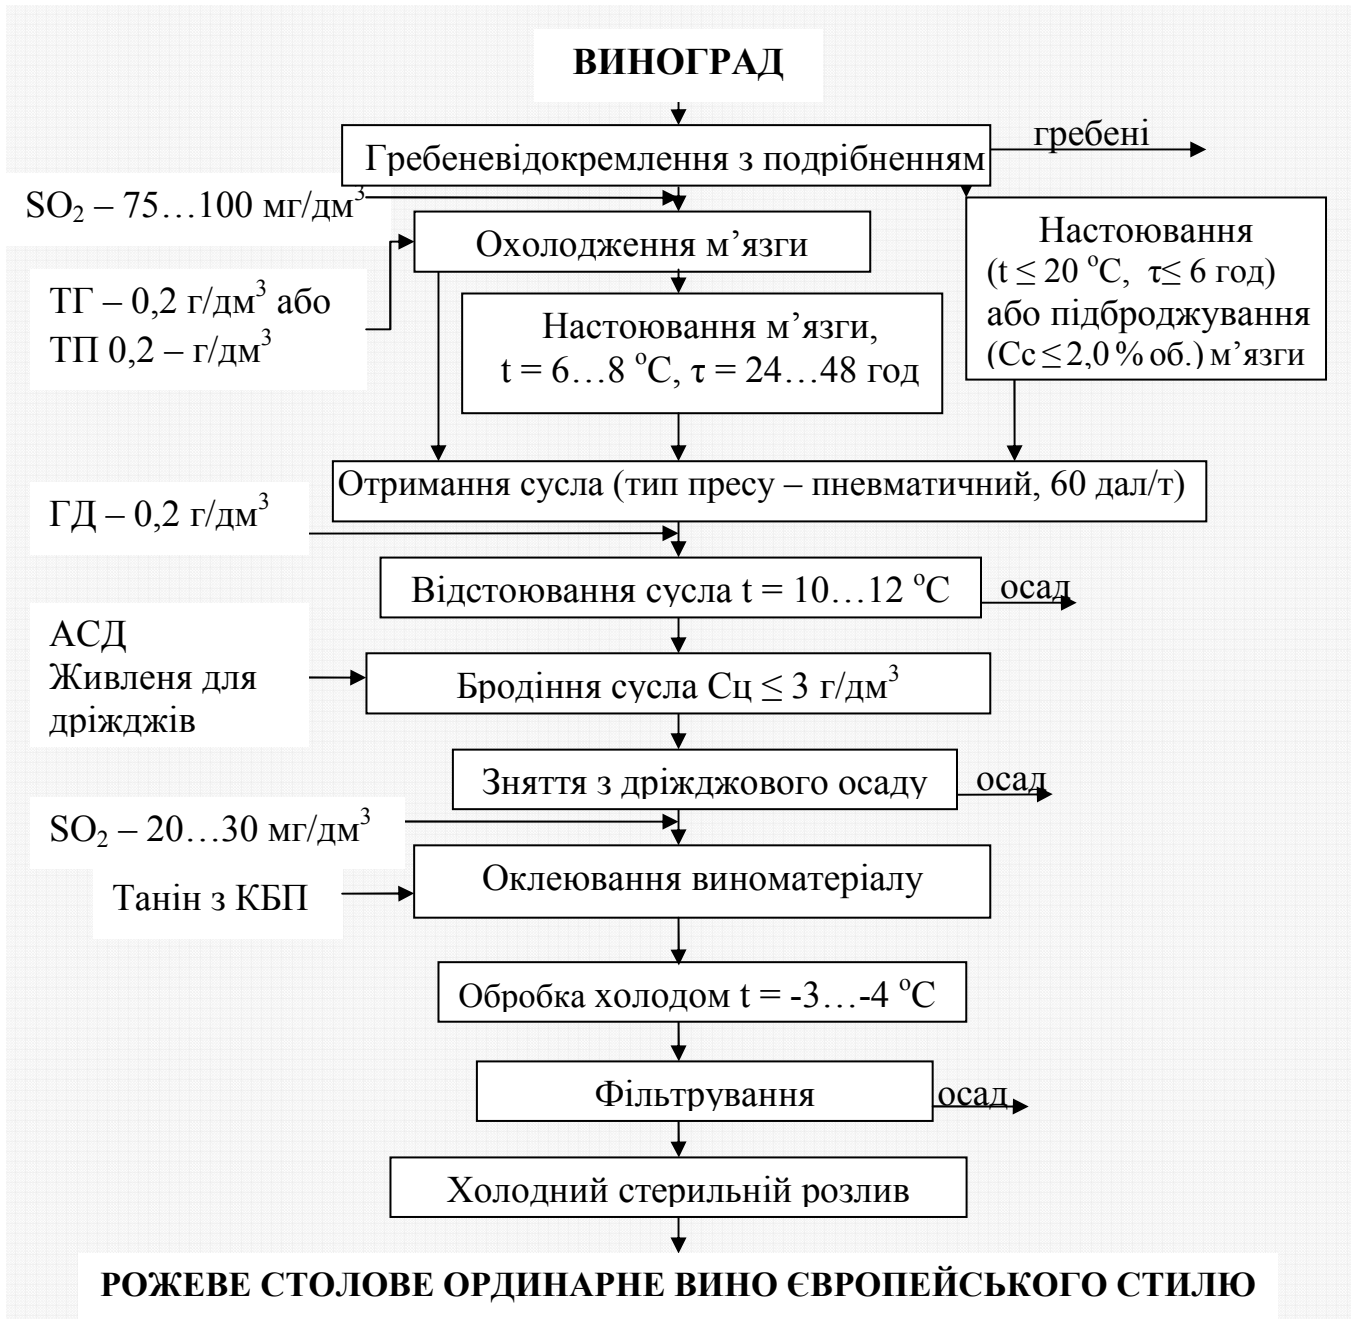 ВИНОГРАД
Гребеневідокремлення з подрібненням
гребені
SO₂ – 75…100 мг/дм³
Охолодження м’язги
ТГ – 0,2 г/дм³ або
ТП 0,2 – г/дм³
Настоювання м’язги,
t = 6…8 °С, τ = 24…48 год
Настоювання
(t ≤ 20 °С, τ≤ 6 год)
або підброджування
(Сс ≤ 2,0 % об.) м’язги
Отримання сусла (тип пресу – пневматичний, 60 дал/т)
ГД – 0,2 г/дм³
Відстоювання сусла t = 10…12 °С
осад
АСД
Живленя для
дріжджів
Бродіння сусла Сц ≤ 3 г/дм³
Зняття з дріжджового осаду
осад
SO₂ – 20…30 мг/дм³
Оклеювання виноматеріалу
Танін з КБП
Обробка холодом t = -3…-4 °С
Фільтрування
осад
Холодний стерильній розлив
РОЖЕВЕ СТОЛОВЕ ОРДИНАРНЕ ВИНО ЄВРОПЕЙСЬКОГО СТИЛЮ